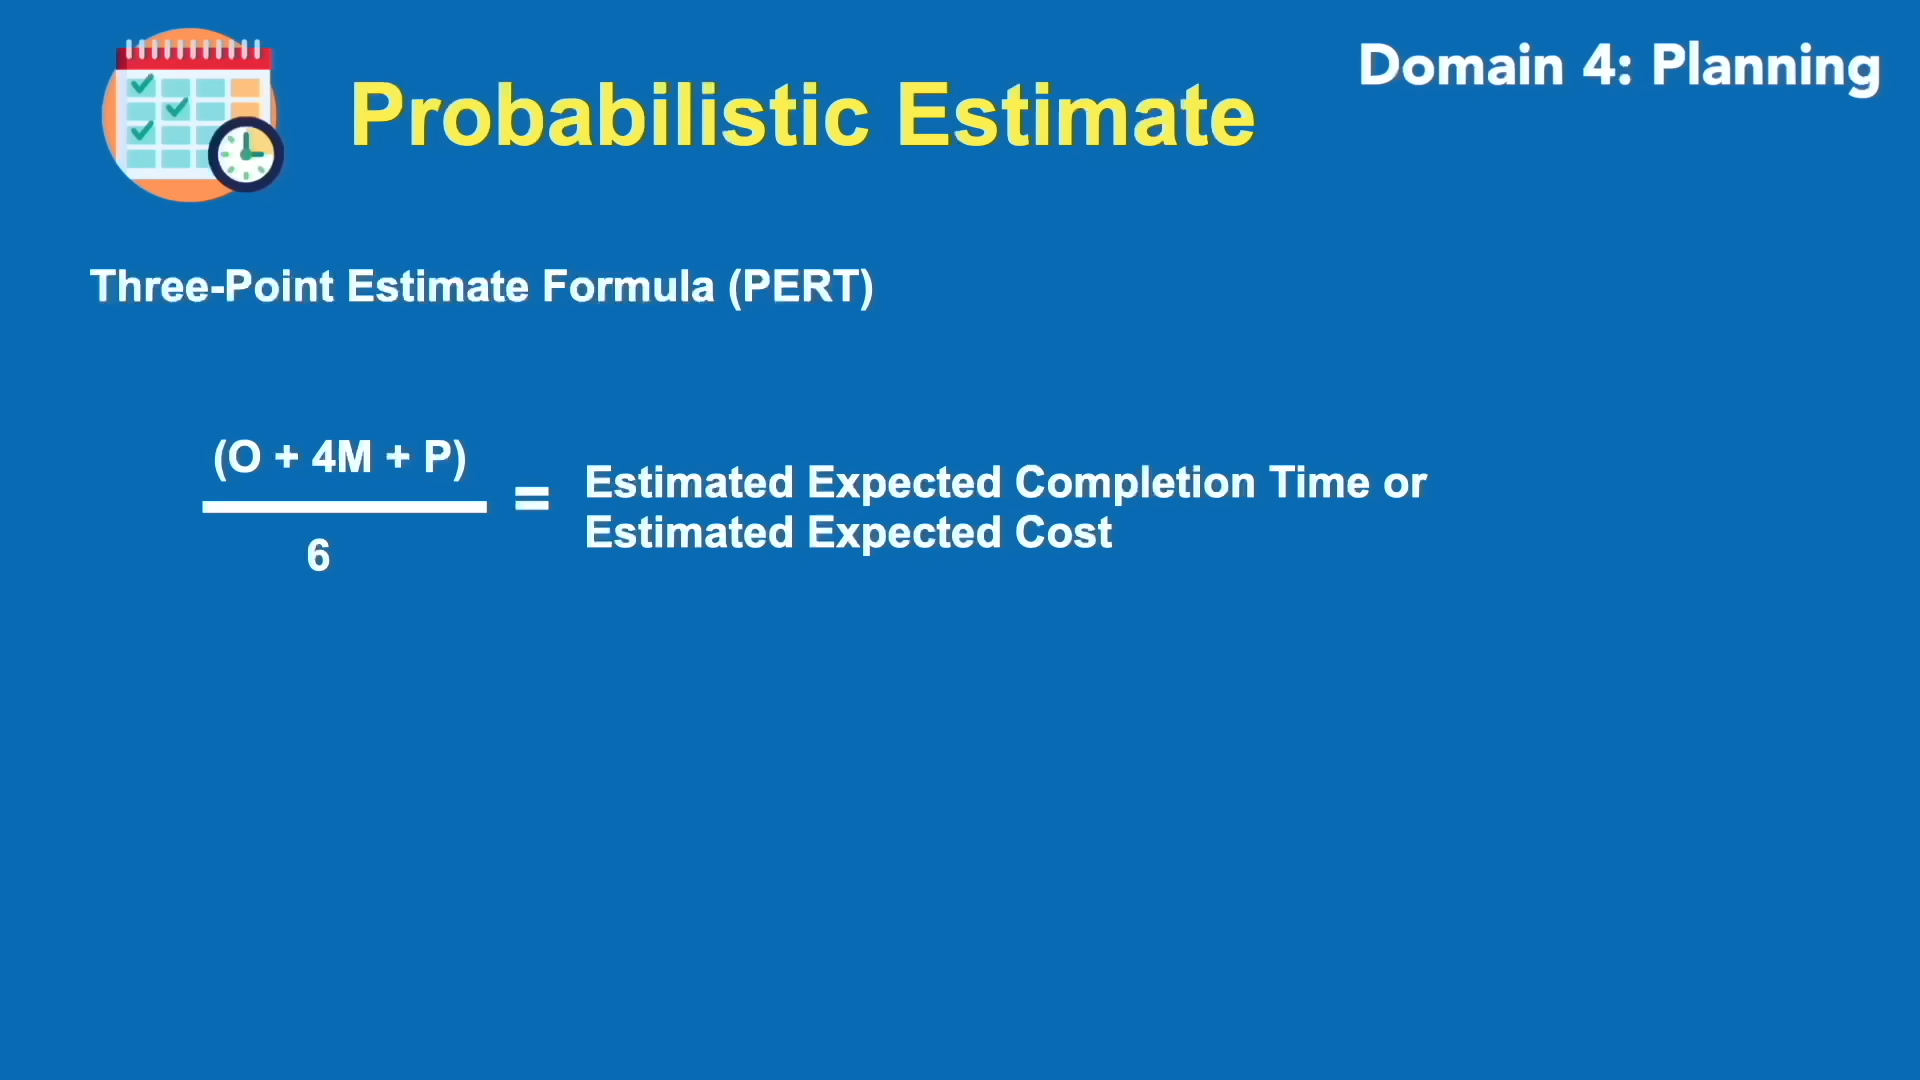 Domain 4: Planning
Probabilistic Estimate
Three-Point Estimate Formula (PERT)
(O + 4M + P)
6
=
Estimated Expected Completion Time or
Estimated Expected Cost